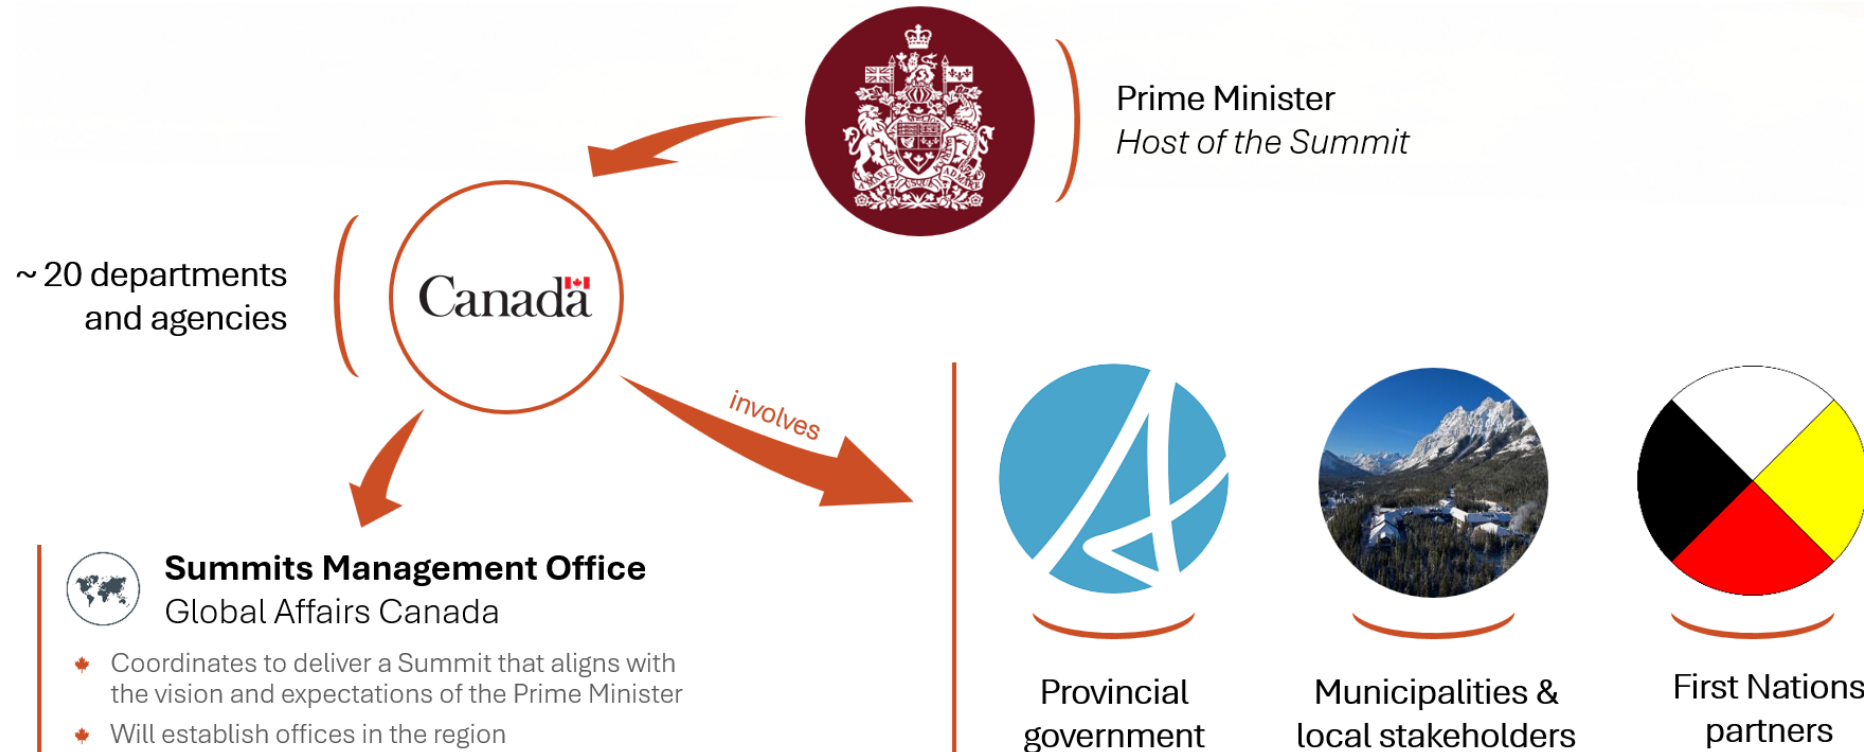 Prime Minister
Host of the Summit
~ 20 departments
and agencies
Canada
involves
Summits Management Office
Global Affairs Canada
Coordinates to deliver a Summit that aligns with
the vision and expectations of the Prime Minister
Will establish offices in the region
Provincial
government
Municipalities &
local stakeholders
First Nations
partners